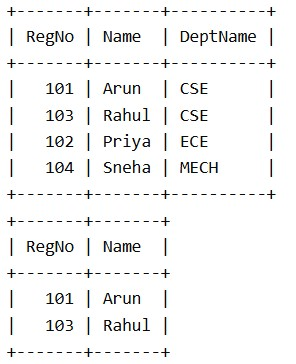 +-------+-------+----------+
| RegNo | Name  | DeptName |
+-------+-------+----------+
|   101 | Arun  | CSE      |
|   103 | Rahul | CSE      |
|   102 | Priya | ECE      |
|   104 | Sneha | MECH     |
+-------+-------+----------+
+-------+-------+
| RegNo | Name  |
+-------+-------+
|   101 | Arun  |
|   103 | Rahul |
+-------+-------+